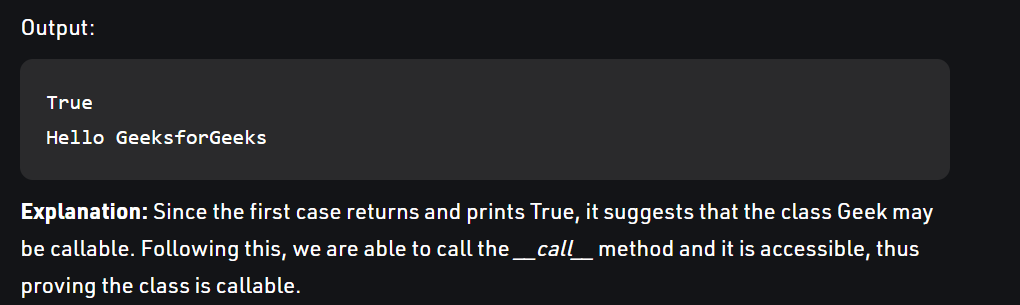 Output:
True
Hello GeeksforGeeks
Explanation: Since the first case returns and prints True, it suggests that the class Geek may
be callable. Following this, we are able to call the __call__ method and it is accessible, thus
proving the class is callable.